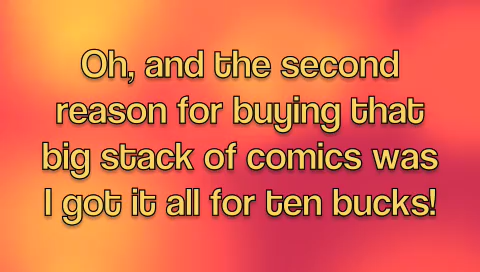 Oh, and the second
reason for buying that
big stack of comics was
I got it all for ten bucks!